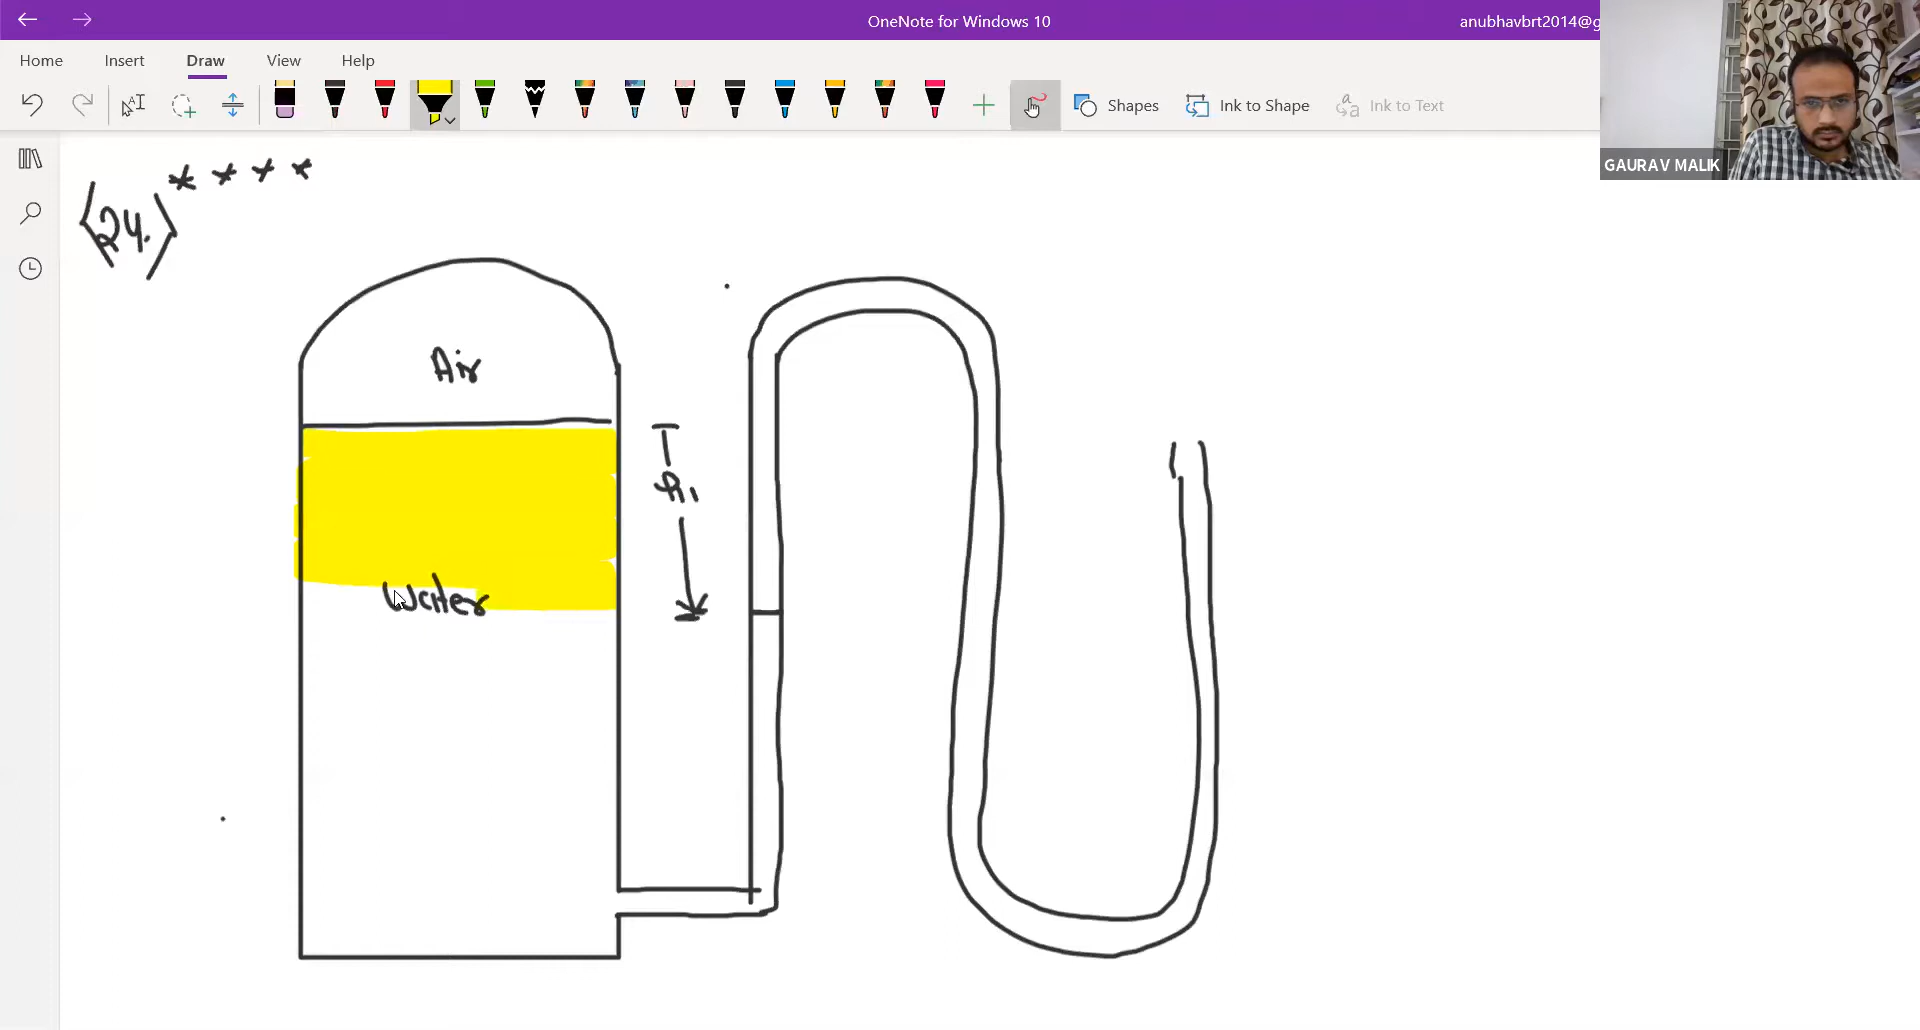 OneNote for Windows 10
anubhavbrt2014@g
Home Insert Draw View Help
Shapes Ink to Shape Ink to Text
GAURAV MALIK
<24.>****
Air
h₁
Water